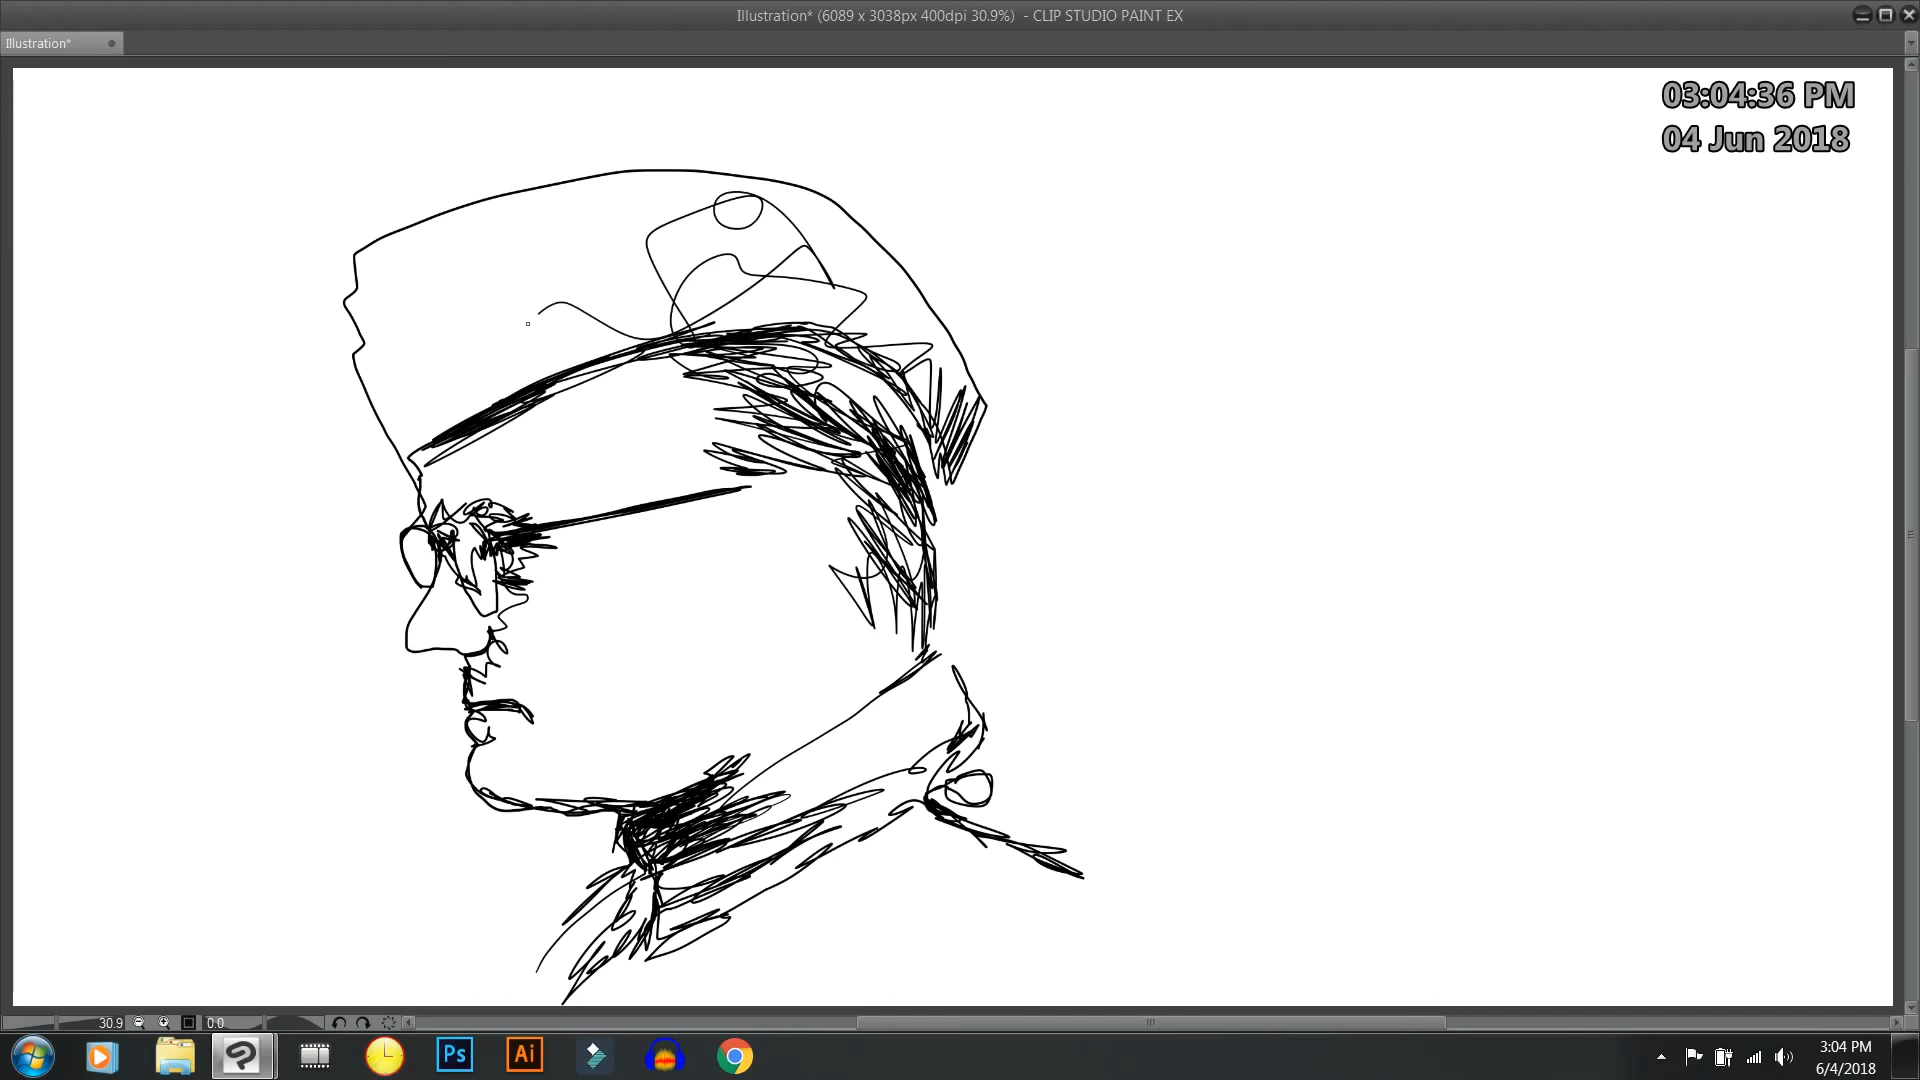 Illustration* (6089 x 3038px 400dpi 30.9%) - CLIP STUDIO PAINT EX
Illustration*
03:04:36 PM
04 Jun 2018
30.9
0.0
Ps
Ai
3:04 PM
6/4/2018